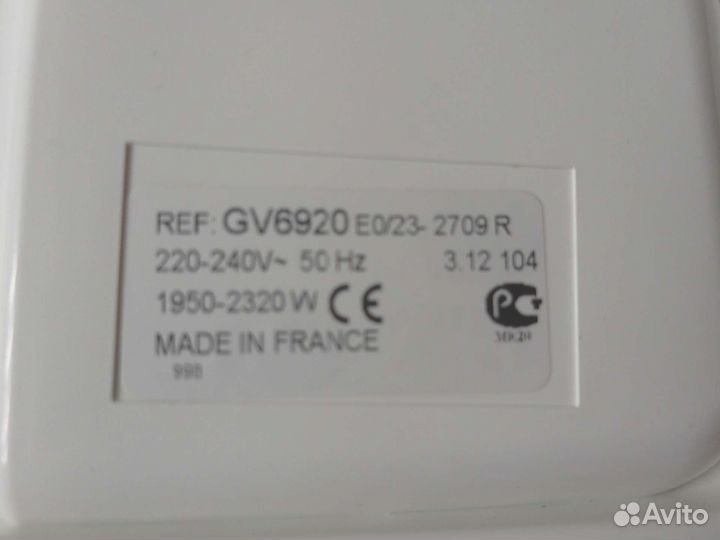 REF: GV6920 E0/23- 2709 R
220-240V~ 50 Hz 3.12 104
1950-2320 W CE
MADE IN FRANCE
998
Avito